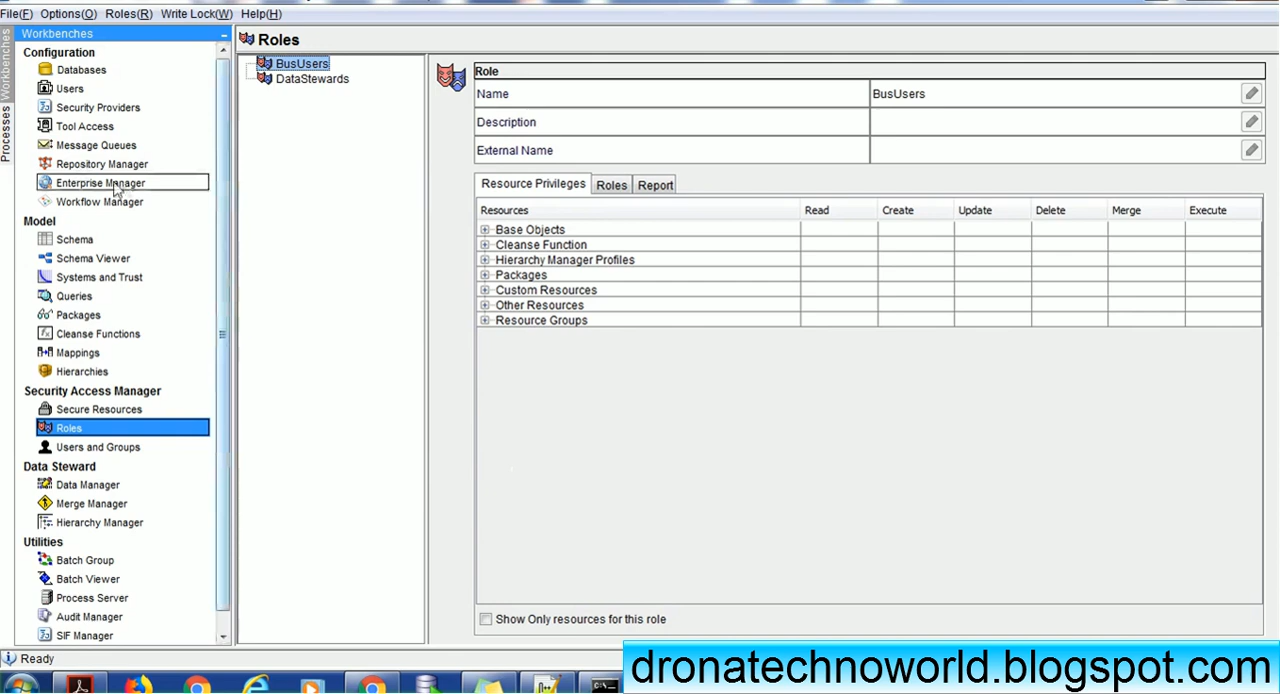 File(F) Options(O) Roles(R) Write Lock(W) Help(H)
Workbenches
Processes
Workbenches
Configuration
Databases
Users
Security Providers
Tool Access
Message Queues
Repository Manager
Enterprise Manager
Workflow Manager
Model
Schema
Schema Viewer
Systems and Trust
Queries
Packages
Cleanse Functions
Mappings
Hierarchies
Security Access Manager
Secure Resources
Roles
Users and Groups
Data Steward
Data Manager
Merge Manager
Hierarchy Manager
Utilities
Batch Group
Batch Viewer
Process Server
Audit Manager
SIF Manager
Roles
BusUsers
DataStewards
Role
Name BusUsers
Description
External Name
Resource Privileges Roles Report
Resources Read Create Update Delete Merge Execute
Base Objects
Cleanse Function
Hierarchy Manager Profiles
Packages
Custom Resources
Other Resources
Resource Groups
Show Only resources for this role
Ready
dronatechnoworld.blogspot.com